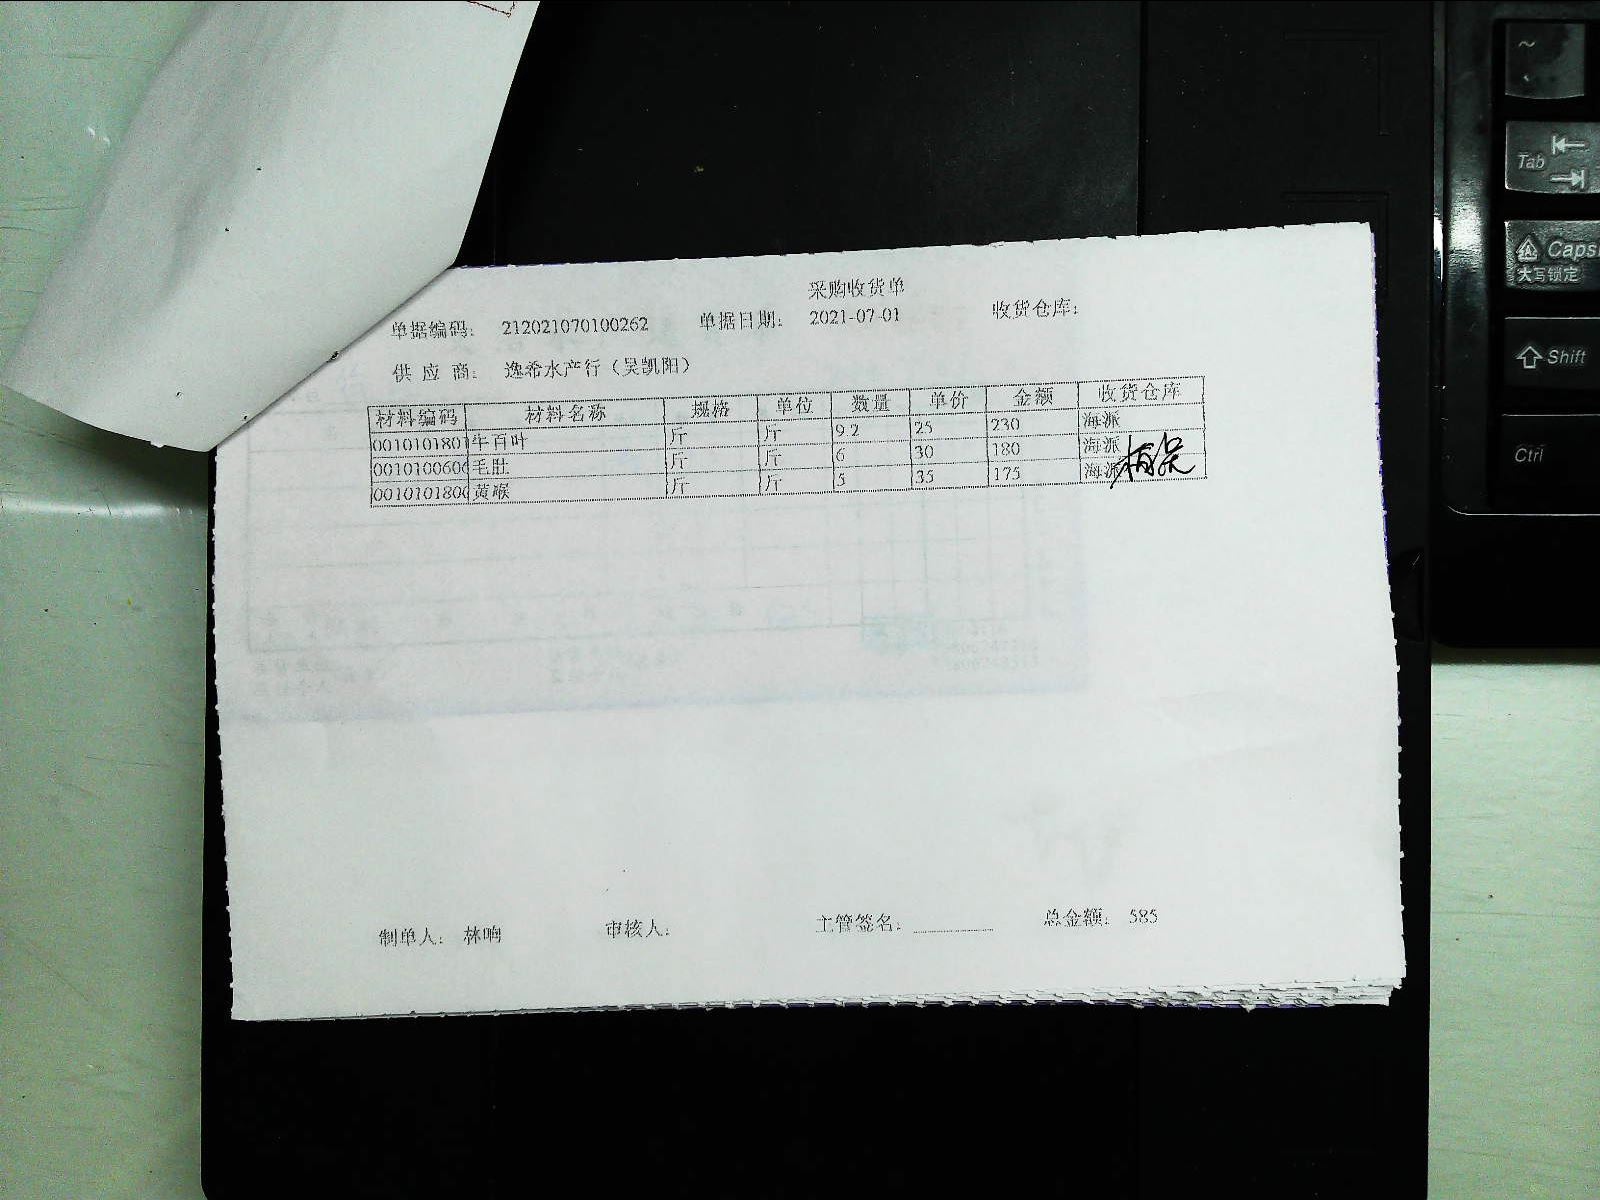 采购收货单
单据编码: 212021070100262 单据日期: 2021-07-01 收货仓库:
供 应 商: 逸希水产行（吴凯阳）
材料编码 材料名称 规格 单位 数量 单价 金额 收货仓库
0010101801 牛百叶 斤 斤 9.2 25 230 海派
001010060 毛肚 斤 斤 6 30 180 海派
001010180 黄喉 斤 斤 5 35 175 海派
制单人: 林鸣 审核人: 主管签名: 总金额: 585
~
Tab
Caps
大写锁定
Shift
Ctrl